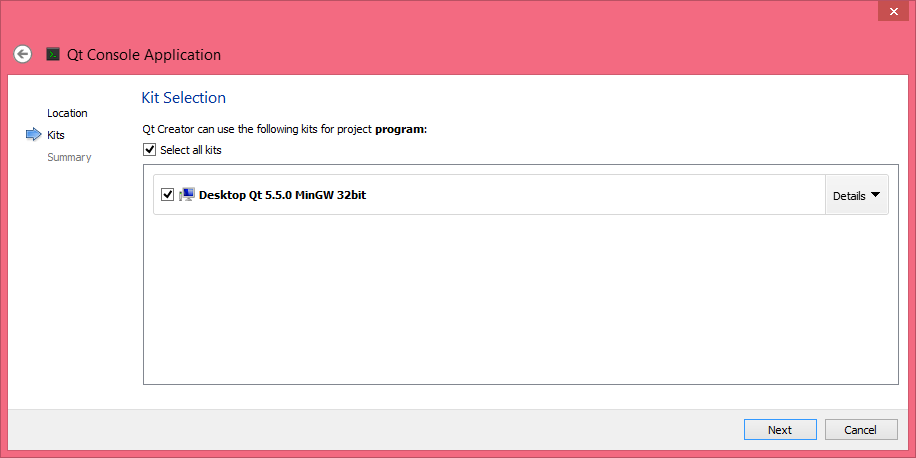 Qt Console Application
Location
Kits
Summary
Kit Selection
Qt Creator can use the following kits for project program:
Select all kits
Desktop Qt 5.5.0 MinGW 32bit
Details
Next
Cancel